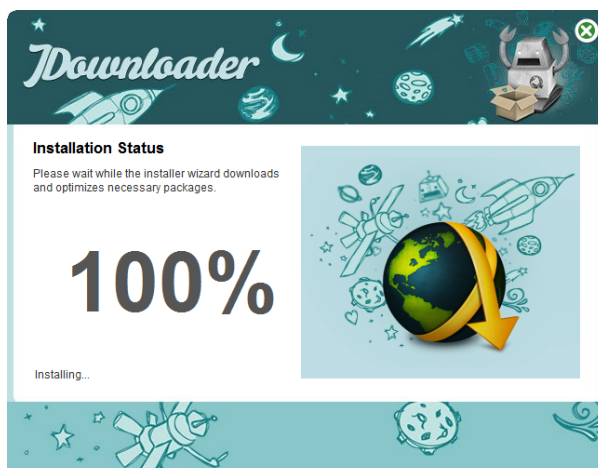 JDownloader
Installation Status
Please wait while the installer wizard downloads
and optimizes necessary packages.
100%
Installing...